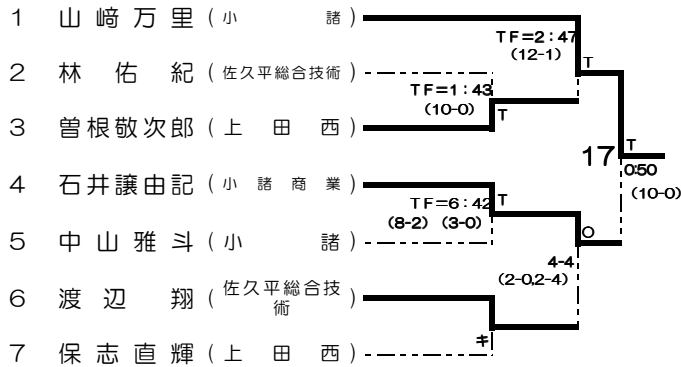 1 山﨑万里 (小 諸)
TF=2:47
(12-1)
T
2 林佑紀 (佐久平総合技術)
TF=1:43
(10-0)
T
3 曽根敬次郎 (上田西)
17
T
0:50
(10-0)
4 石井譲由記 (小諸商業)
TF=6:42
(8-2) (3-0)
T
5 中山雅斗 (小 諸)
O
4-4
(2-0,2-4)
6 渡辺 翔 (佐久平総合技
術)
キ
7 保志直輝 (上田西)